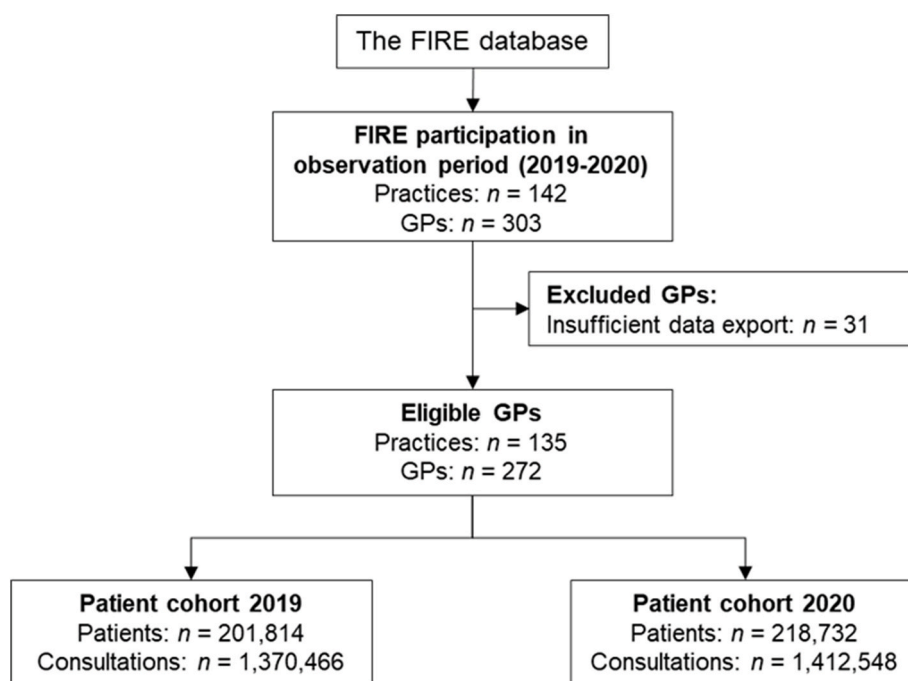 The FIRE database
FIRE participation in
observation period (2019-2020)
Practices: n = 142
GPs: n = 303
Excluded GPs:
Insufficient data export: n = 31
Eligible GPs
Practices: n = 135
GPs: n = 272
Patient cohort 2019
Patients: n = 201,814
Consultations: n = 1,370,466
Patient cohort 2020
Patients: n = 218,732
Consultations: n = 1,412,548